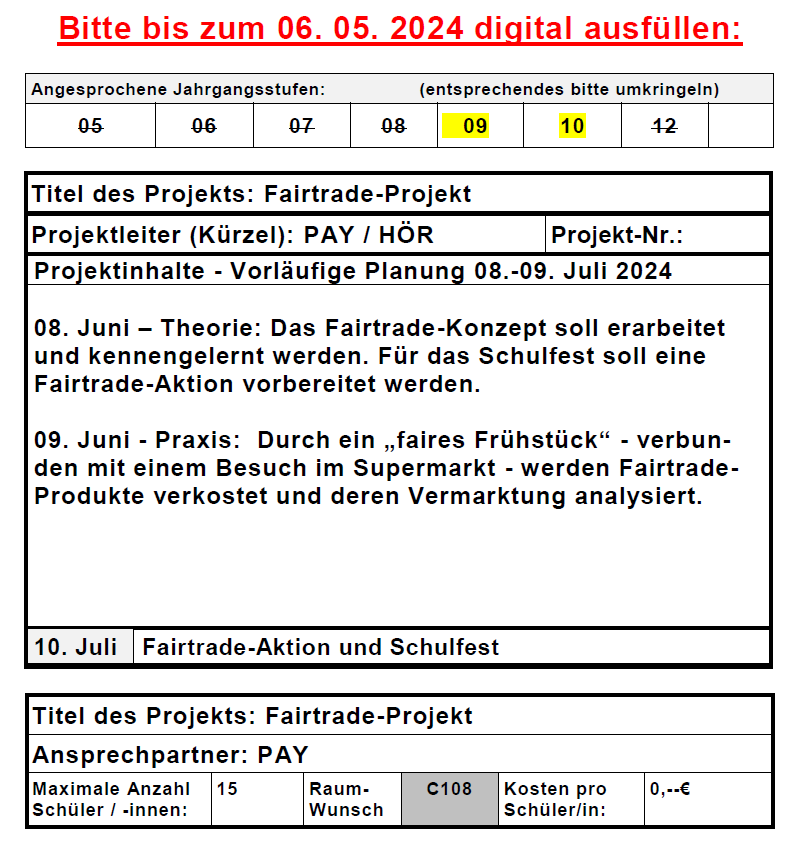 Bitte bis zum 06. 05. 2024 digital ausfüllen:
Angesprochene Jahrgangsstufen: (entsprechendes bitte umkringeln)
05 06 07 08 09 10 12
Titel des Projekts: Fairtrade-Projekt
Projektleiter (Kürzel): PAY / HÖR Projekt-Nr.:
Projektinhalte - Vorläufige Planung 08.-09. Juli 2024
08. Juni – Theorie: Das Fairtrade-Konzept soll erarbeitet
und kennengelernt werden. Für das Schulfest soll eine
Fairtrade-Aktion vorbereitet werden.
09. Juni - Praxis:  Durch ein „faires Frühstück“ - verbun-
den mit einem Besuch im Supermarkt - werden Fairtrade-
Produkte verkostet und deren Vermarktung analysiert.
10. Juli Fairtrade-Aktion und Schulfest
Titel des Projekts: Fairtrade-Projekt
Ansprechpartner: PAY
Maximale Anzahl 15 Raum- C108 Kosten pro 0,--€
Schüler / -innen: Wunsch Schüler/in: